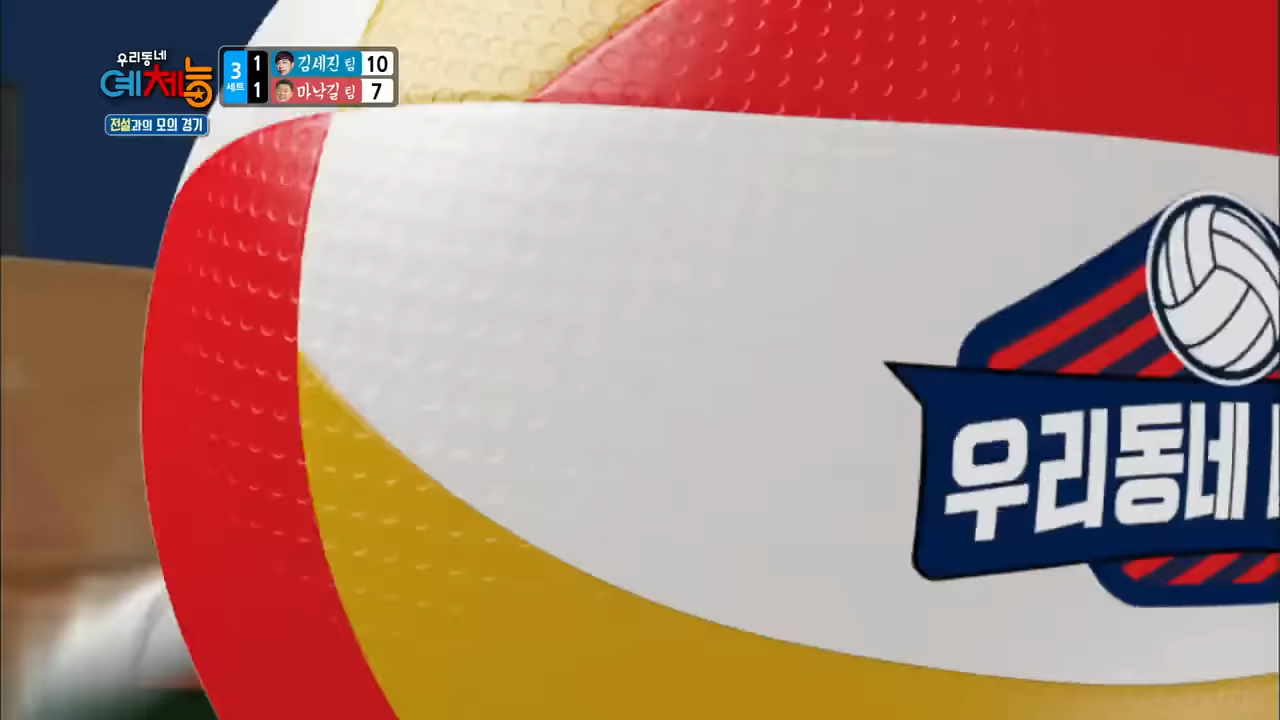 우리동네
예체능
전설과의 모의 경기
3 세트
1 김세진 팀 10
1 마낙길 팀 7
우리동네